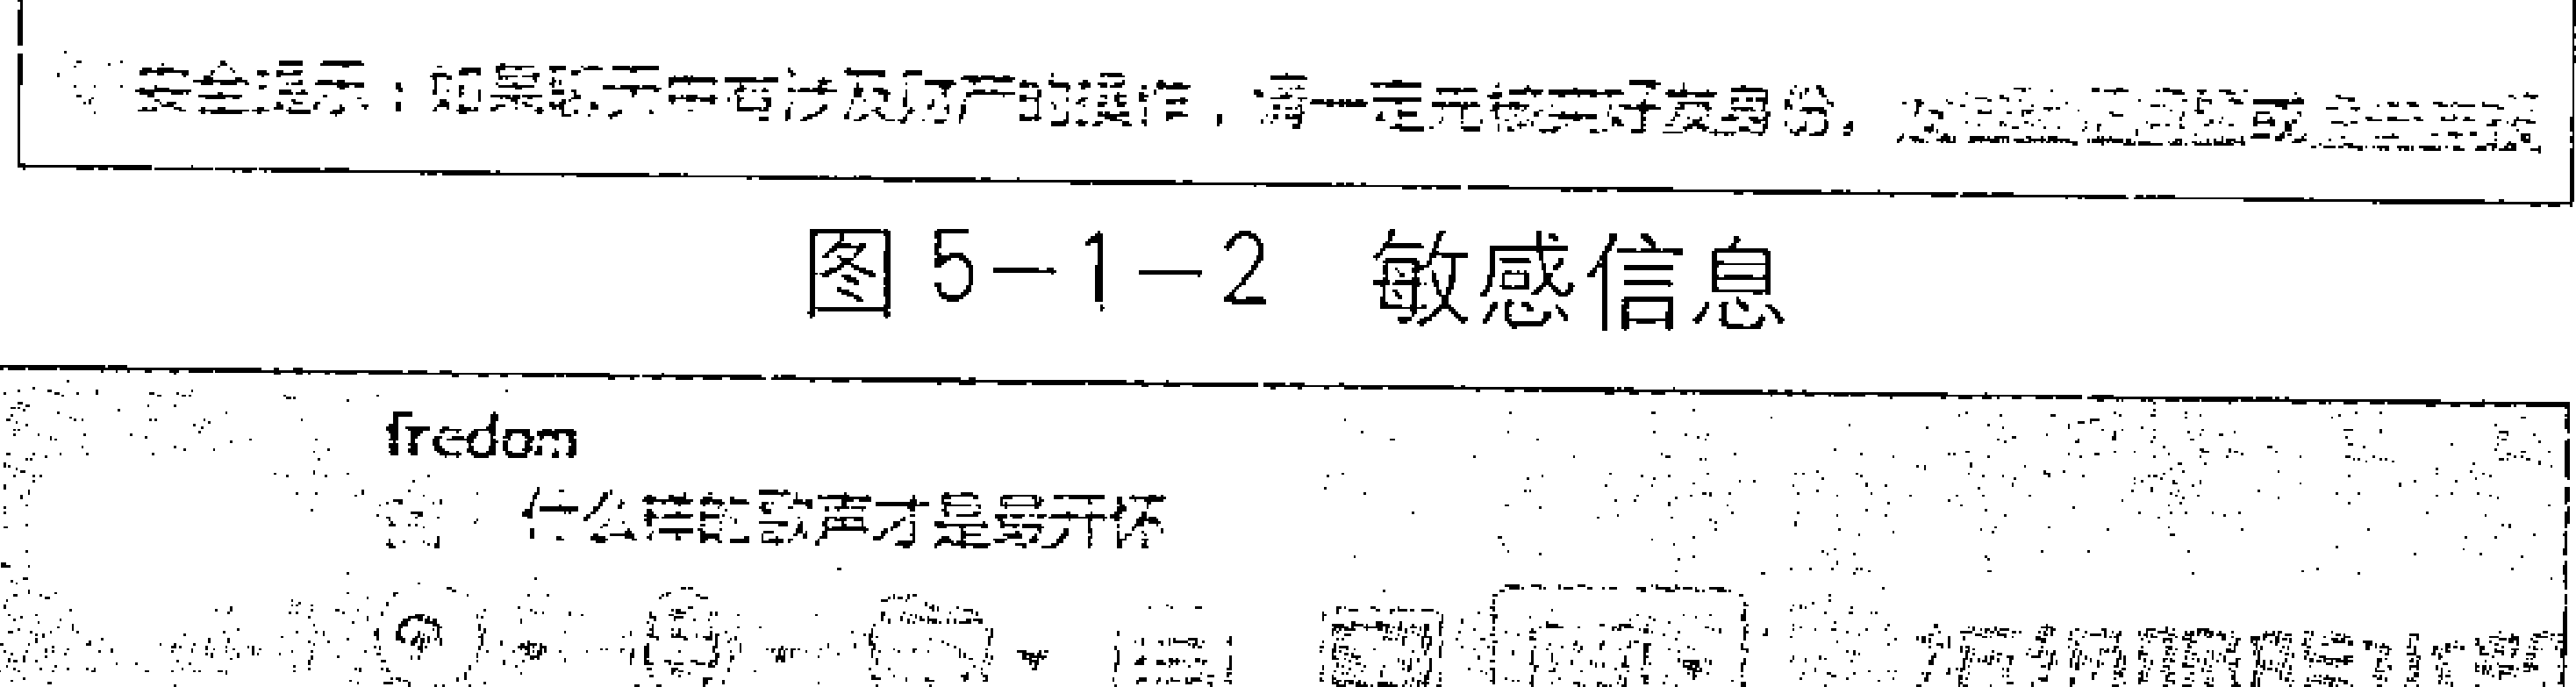 安全提示：如果聊天中有涉及财产的操作，请一定先核实好友身份。
图5-1-2 敏感信息
fredom
什么样的歌声才是最开怀